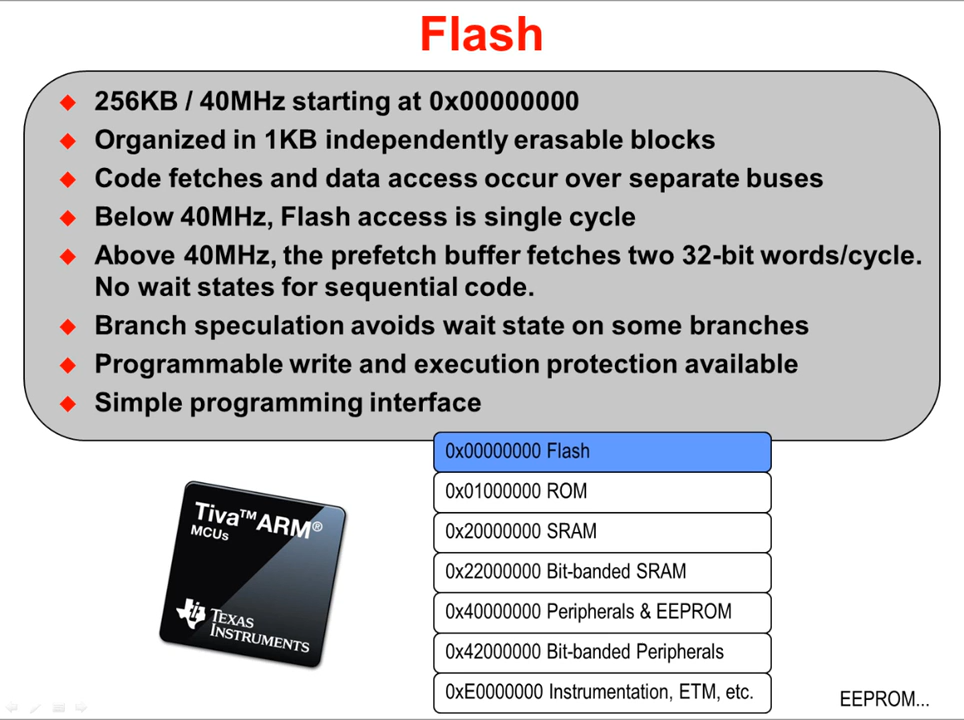 Flash
256KB / 40MHz starting at 0x00000000
Organized in 1KB independently erasable blocks
Code fetches and data access occur over separate buses
Below 40MHz, Flash access is single cycle
Above 40MHz, the prefetch buffer fetches two 32-bit words/cycle.
No wait states for sequential code.
Branch speculation avoids wait state on some branches
Programmable write and execution protection available
Simple programming interface
Tiva™ ARM®
MCUs
TEXAS
INSTRUMENTS
0x00000000 Flash
0x01000000 ROM
0x20000000 SRAM
0x22000000 Bit-banded SRAM
0x40000000 Peripherals & EEPROM
0x42000000 Bit-banded Peripherals
0xE0000000 Instrumentation, ETM, etc.
EEPROM...